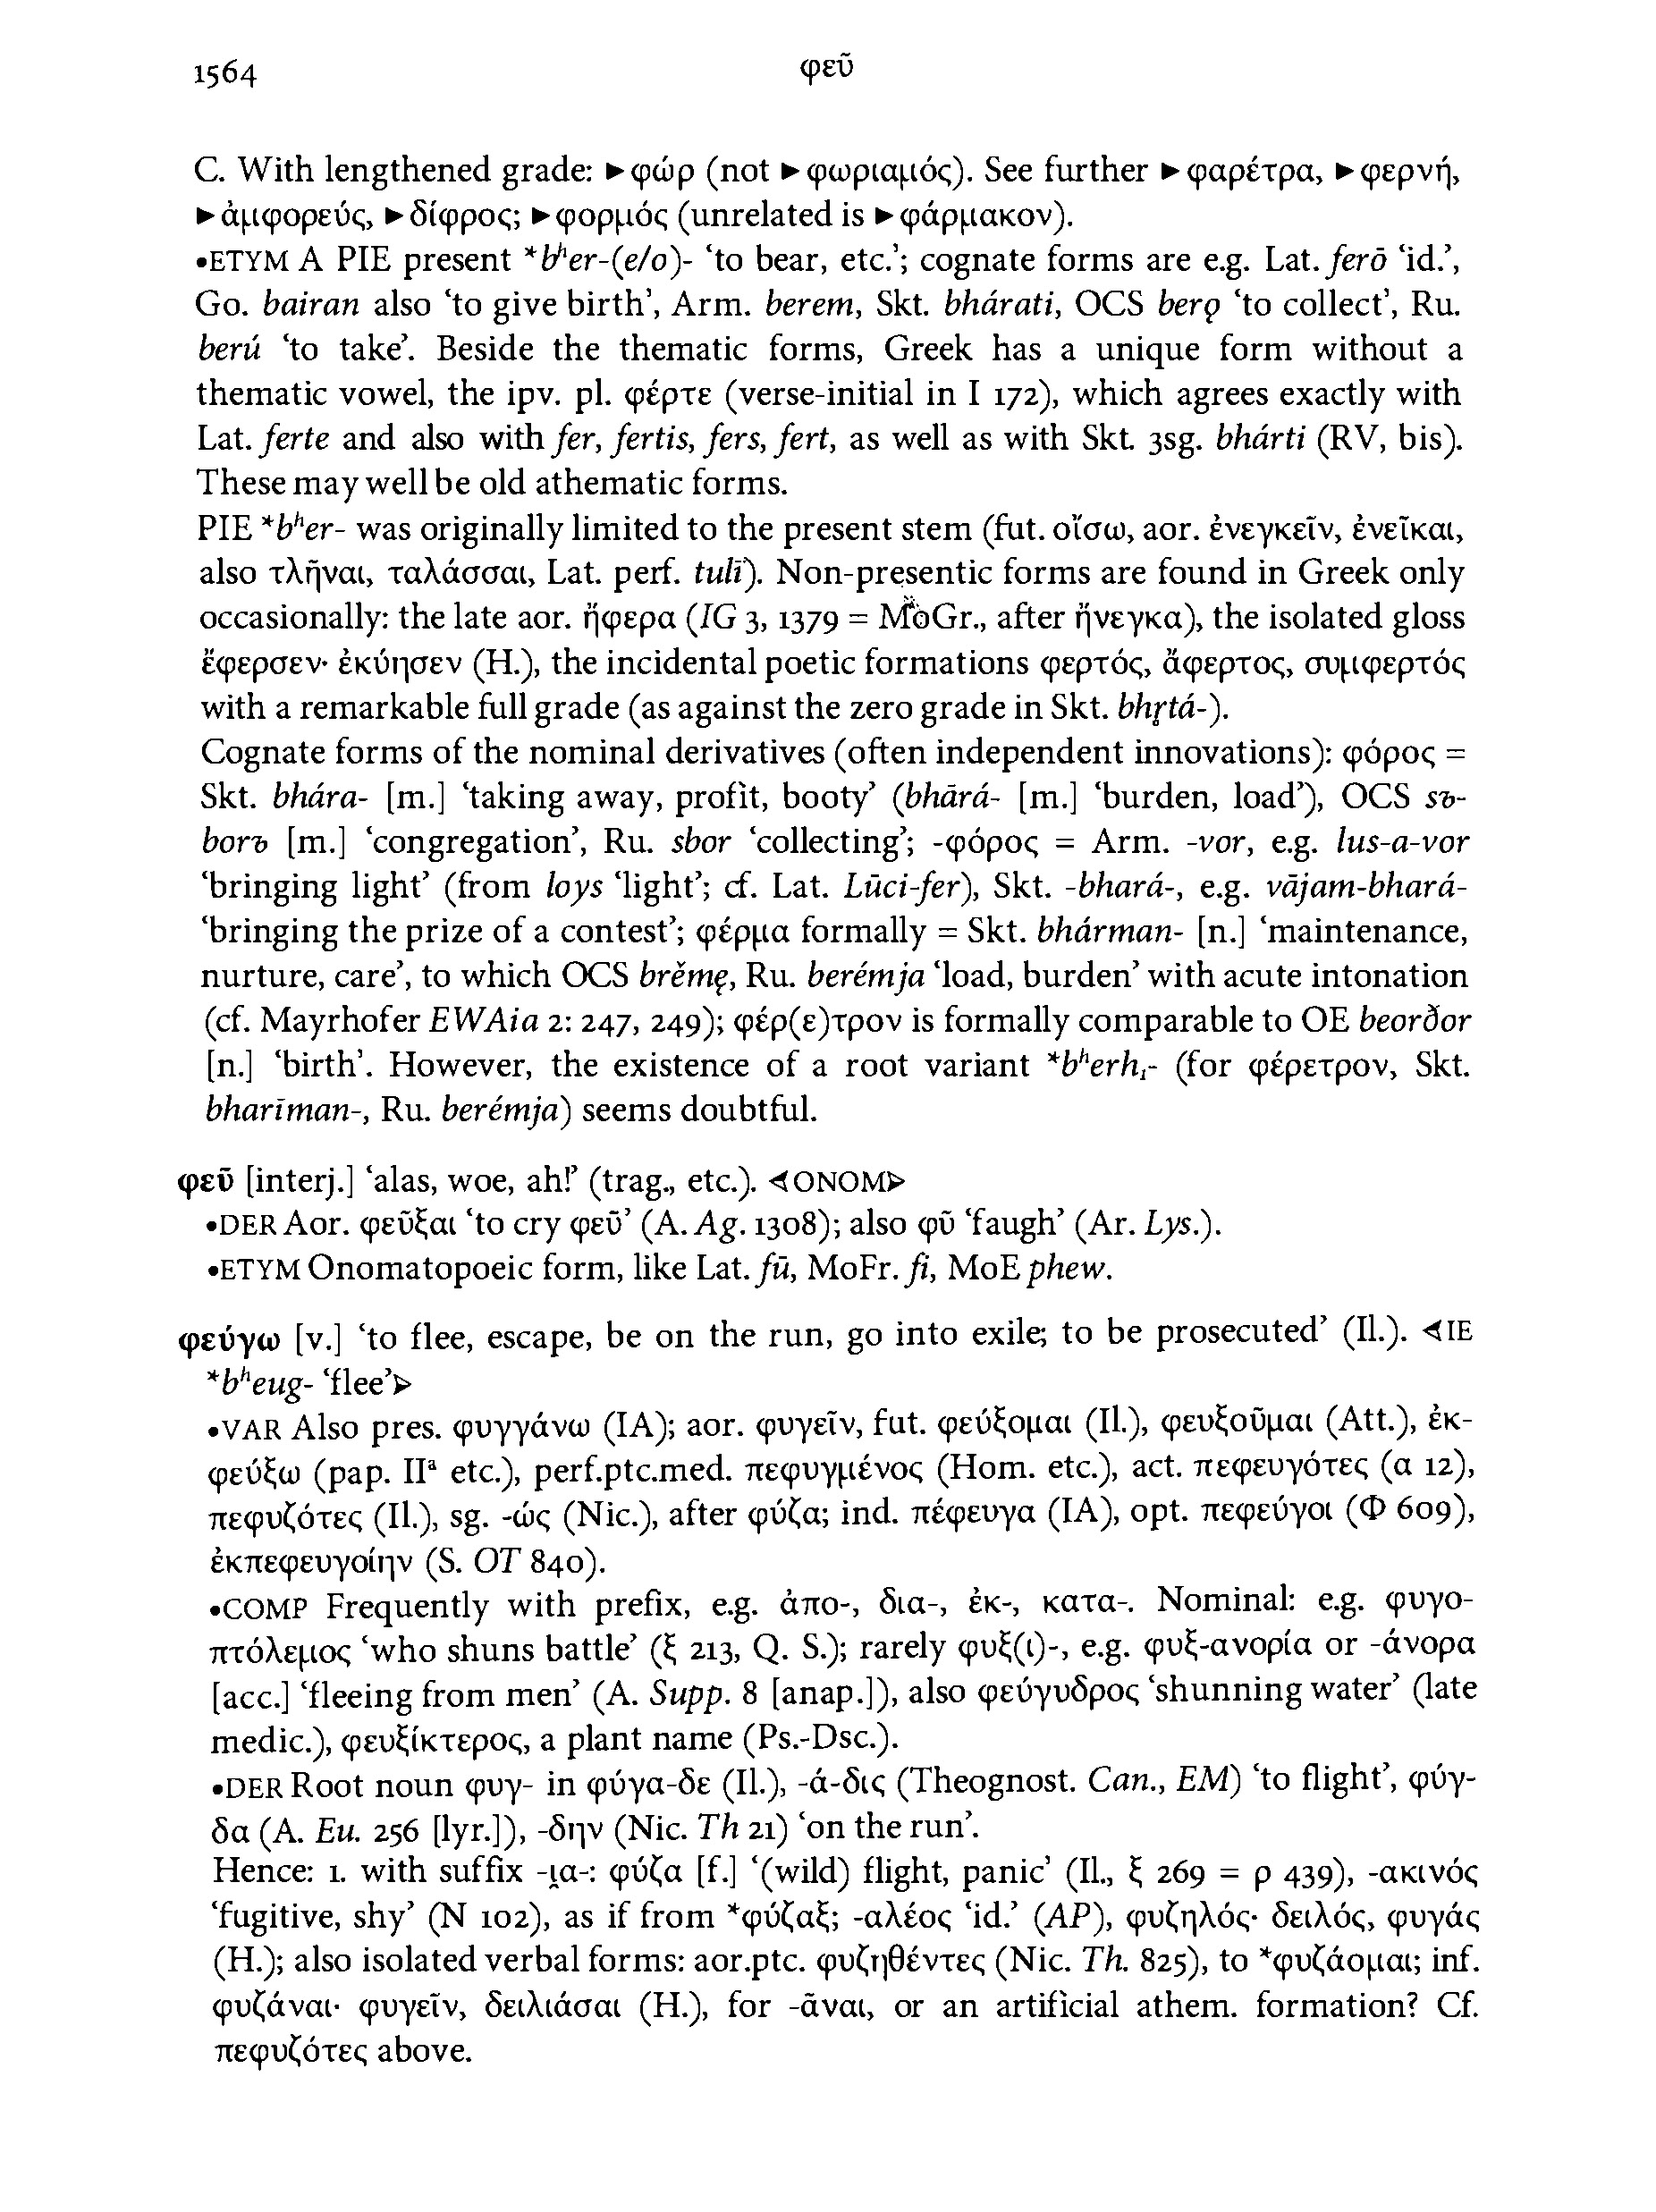 1564
φεῦ
C. With lengthened grade: ►φώρ (not ►φωριαμός). See further ►φαρέτρα, ►φερνή,
►ἀμφορεύς, ►δίφρος; ►φορμός (unrelated is ►φάρμακον).
•ETYM A PIE present *bʰer-(e/o)- ‘to bear, etc.’; cognate forms are e.g. Lat. ferō ‘id.’,
Go. bairan also ‘to give birth’, Arm. berem, Skt. bhárati, OCS berǫ ‘to collect’, Ru.
berú ‘to take’. Beside the thematic forms, Greek has a unique form without a
thematic vowel, the ipv. pl. φέρτε (verse-initial in I 172), which agrees exactly with
Lat. ferte and also with fer, fertis, fers, fert, as well as with Skt. 3sg. bhárti (RV, bis).
These may well be old athematic forms.
PIE *bʰer- was originally limited to the present stem (fut. οἴσω, aor. ἐνεγκεῖν, ἐνεῖκαι,
also τλῆναι, ταλάσσαι, Lat. perf. tulī). Non-presentic forms are found in Greek only
occasionally: the late aor. ἤφερα (IG 3, 1379 = MoGr., after ἤνεγκα), the isolated gloss
ἔφερσεν· ἐκύησεν (H.), the incidental poetic formations φερτός, ἄφερτος, συμφερτός
with a remarkable full grade (as against the zero grade in Skt. bhr̥tá-).
Cognate forms of the nominal derivatives (often independent innovations): φόρος =
Skt. bhára- [m.] ‘taking away, profit, booty’ (bhārá- [m.] ‘burden, load’), OCS sъ-
borъ [m.] ‘congregation’, Ru. sbor ‘collecting’; -φόρος = Arm. -vor, e.g. lus-a-vor
‘bringing light’ (from loys ‘light’; cf. Lat. Lūci-fer), Skt. -bhará-, e.g. vājam-bhará-
‘bringing the prize of a contest’; φέρμα formally = Skt. bhárman- [n.] ‘maintenance,
nurture, care’, to which OCS brěmę, Ru. berémja ‘load, burden’ with acute intonation
(cf. Mayrhofer EWAia 2: 247, 249); φέρ(ε)τρον is formally comparable to OE beorðor
[n.] ‘birth’. However, the existence of a root variant *bʰerh₁- (for φέρετρον, Skt.
bharīman-, Ru. berémja) seems doubtful.
φεῦ [interj.] ‘alas, woe, ah!’ (trag., etc.). ⊲ONOM⊳
•DER Aor. φεῦξαι ‘to cry φεῦ’ (A. Ag. 1308); also φῦ ‘faugh’ (Ar. Lys.).
•ETYM Onomatopoeic form, like Lat. fū, MoFr. fi, MoE phew.
φεύγω [v.] ‘to flee, escape, be on the run, go into exile; to be prosecuted’ (Il.). ⊲IE
*bʰeug- ‘flee’⊳
•VAR Also pres. φυγγάνω (IA); aor. φυγεῖν, fut. φεύξομαι (Il.), φευξοῦμαι (Att.), ἐκ-
φεύξω (pap. IIᵃ etc.), perf.ptc.med. πεφυγμένος (Hom. etc.), act. πεφευγότες (α 12),
πεφυζότες (Il.), sg. -ώς (Nic.), after φύζα; ind. πέφευγα (IA), opt. πεφεύγοι (Φ 609),
ἐκπεφευγοίην (S. OT 840).
•COMP Frequently with prefix, e.g. ἀπο-, δια-, ἐκ-, κατα-. Nominal: e.g. φυγο-
πτόλεμος ‘who shuns battle’ (ξ 213, Q. S.); rarely φυξ(ι)-, e.g. φυξ-ανορία or -άνορα
[acc.] ‘fleeing from men’ (A. Supp. 8 [anap.]), also φεύγυδρος ‘shunning water’ (late
medic.), φευξίκτερος, a plant name (Ps.-Dsc.).
•DER Root noun φυγ- in φύγα-δε (Il.), -ά-δις (Theognost. Can., EM) ‘to flight’, φύγ-
δα (A. Eu. 256 [lyr.]), -δην (Nic. Th 21) ‘on the run’.
Hence: 1. with suffix -ι̯α-: φύζα [f.] ‘(wild) flight, panic’ (Il., ξ 269 = ρ 439), -ακινός
‘fugitive, shy’ (N 102), as if from *φύζαξ; -αλέος ‘id.’ (AP), φυζηλός· δειλός, φυγάς
(H.); also isolated verbal forms: aor.ptc. φυζηθέντες (Nic. Th. 825), to *φυζάομαι; inf.
φυζάναι· φυγεῖν, δειλιάσαι (H.), for -ᾶναι, or an artificial athem. formation? Cf.
πεφυζότες above.